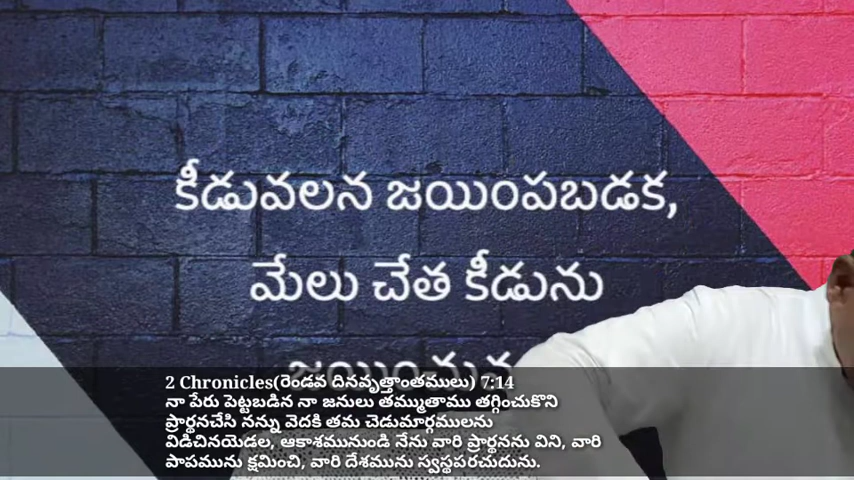 కీడువలన జయింపబడక,
మేలు చేత కీడును
2 Chronicles(రెండవ దినవృత్తాంతములు) 7:14
నా పేరు పెట్టబడిన నా జనులు తమ్ముతాము తగ్గించుకొని
ప్రార్థనచేసి నన్ను వెదకి తమ చెడుమార్గములను
విడిచినయెడల, ఆకాశమునుండి నేను వారి ప్రార్థనను విని, వారి
పాపమును క్షమించి, వారి దేశమును స్వస్థపరచుదును.